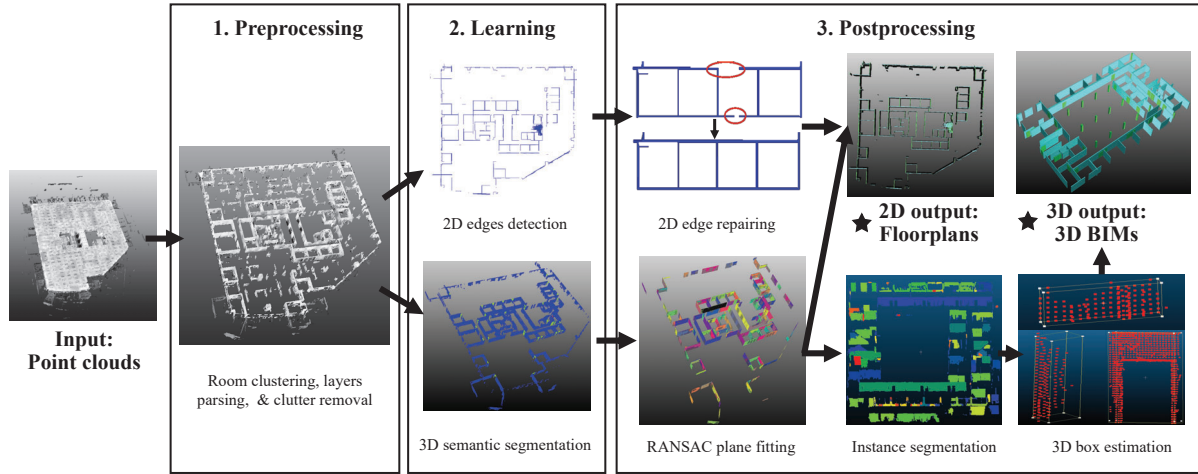 1. Preprocessing
2. Learning
3. Postprocessing
Input:
Point clouds
Room clustering, layers
parsing, & clutter removal
2D edges detection
3D semantic segmentation
2D edge repairing
RANSAC plane fitting
2D output:
Floorplans
Instance segmentation
3D output:
3D BIMs
3D box estimation